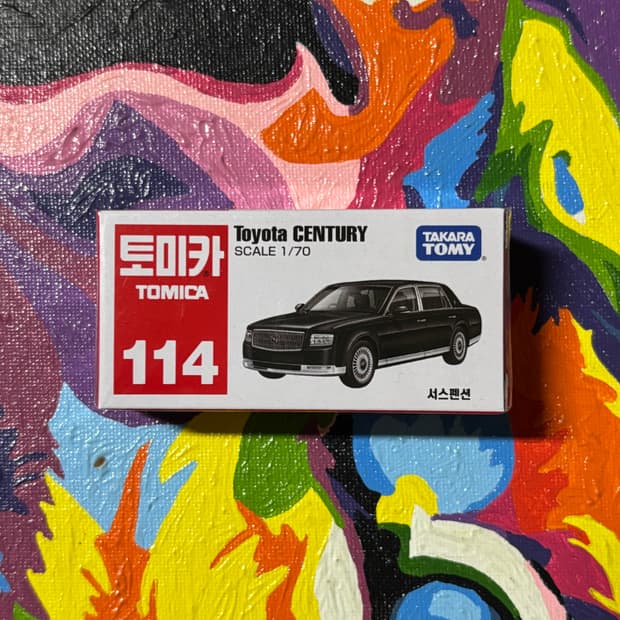 토미카
TOMICA
114
Toyota CENTURY
SCALE 1/70
TAKARA
TOMY
서스펜션